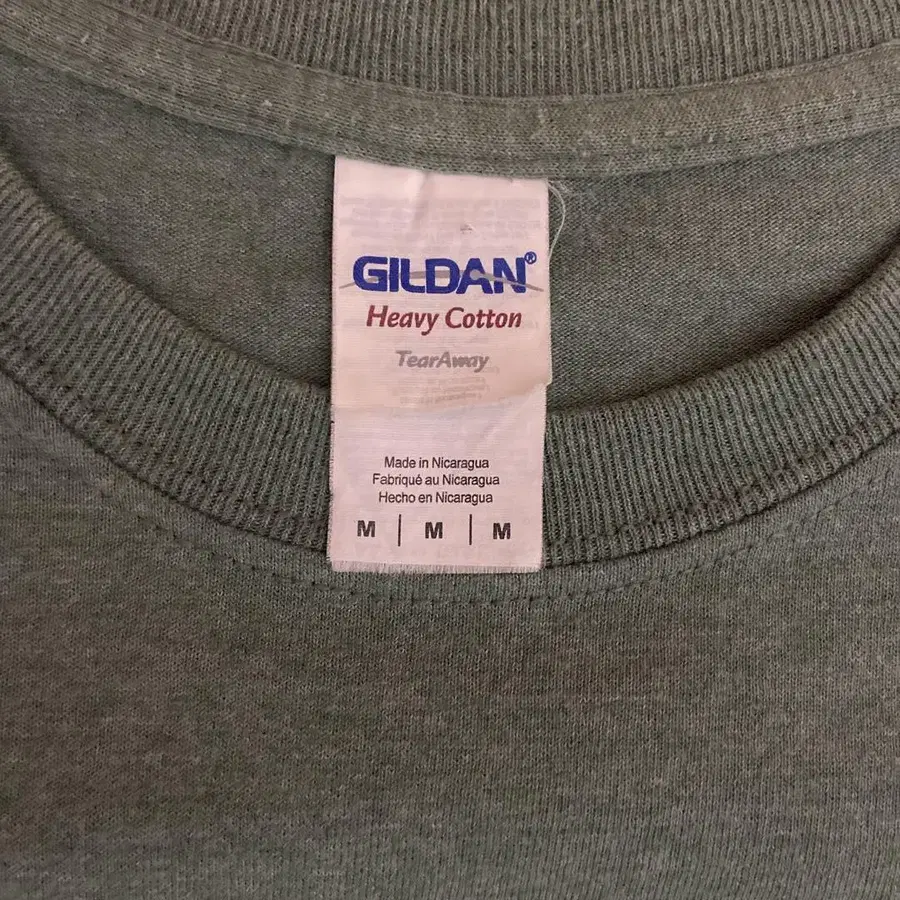 GILDAN®
Heavy Cotton
TearAway
Made in Nicaragua
Fabriqué au Nicaragua
Hecho en Nicaragua
M | M | M